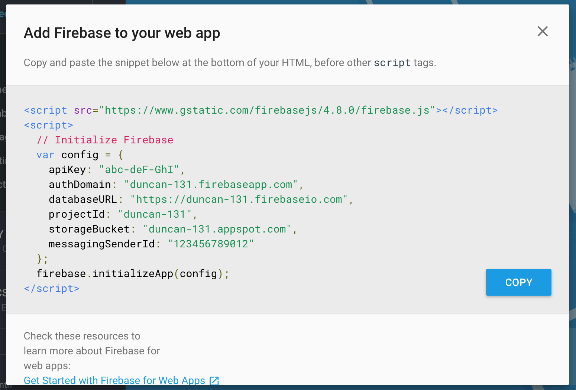 Add Firebase to your web app
Copy and paste the snippet below at the bottom of your HTML, before other script tags.
<script src="https://www.gstatic.com/firebasejs/4.8.0/firebase.js"></script>
<script>
  // Initialize Firebase
  var config = {
    apiKey: "abc-deF-GhI",
    authDomain: "duncan-131.firebaseapp.com",
    databaseURL: "https://duncan-131.firebaseio.com",
    projectId: "duncan-131",
    storageBucket: "duncan-131.appspot.com",
    messagingSenderId: "123456789012"
  };
  firebase.initializeApp(config);
</script>
COPY
Check these resources to
learn more about Firebase for
web apps:
Get Started with Firebase for Web Apps